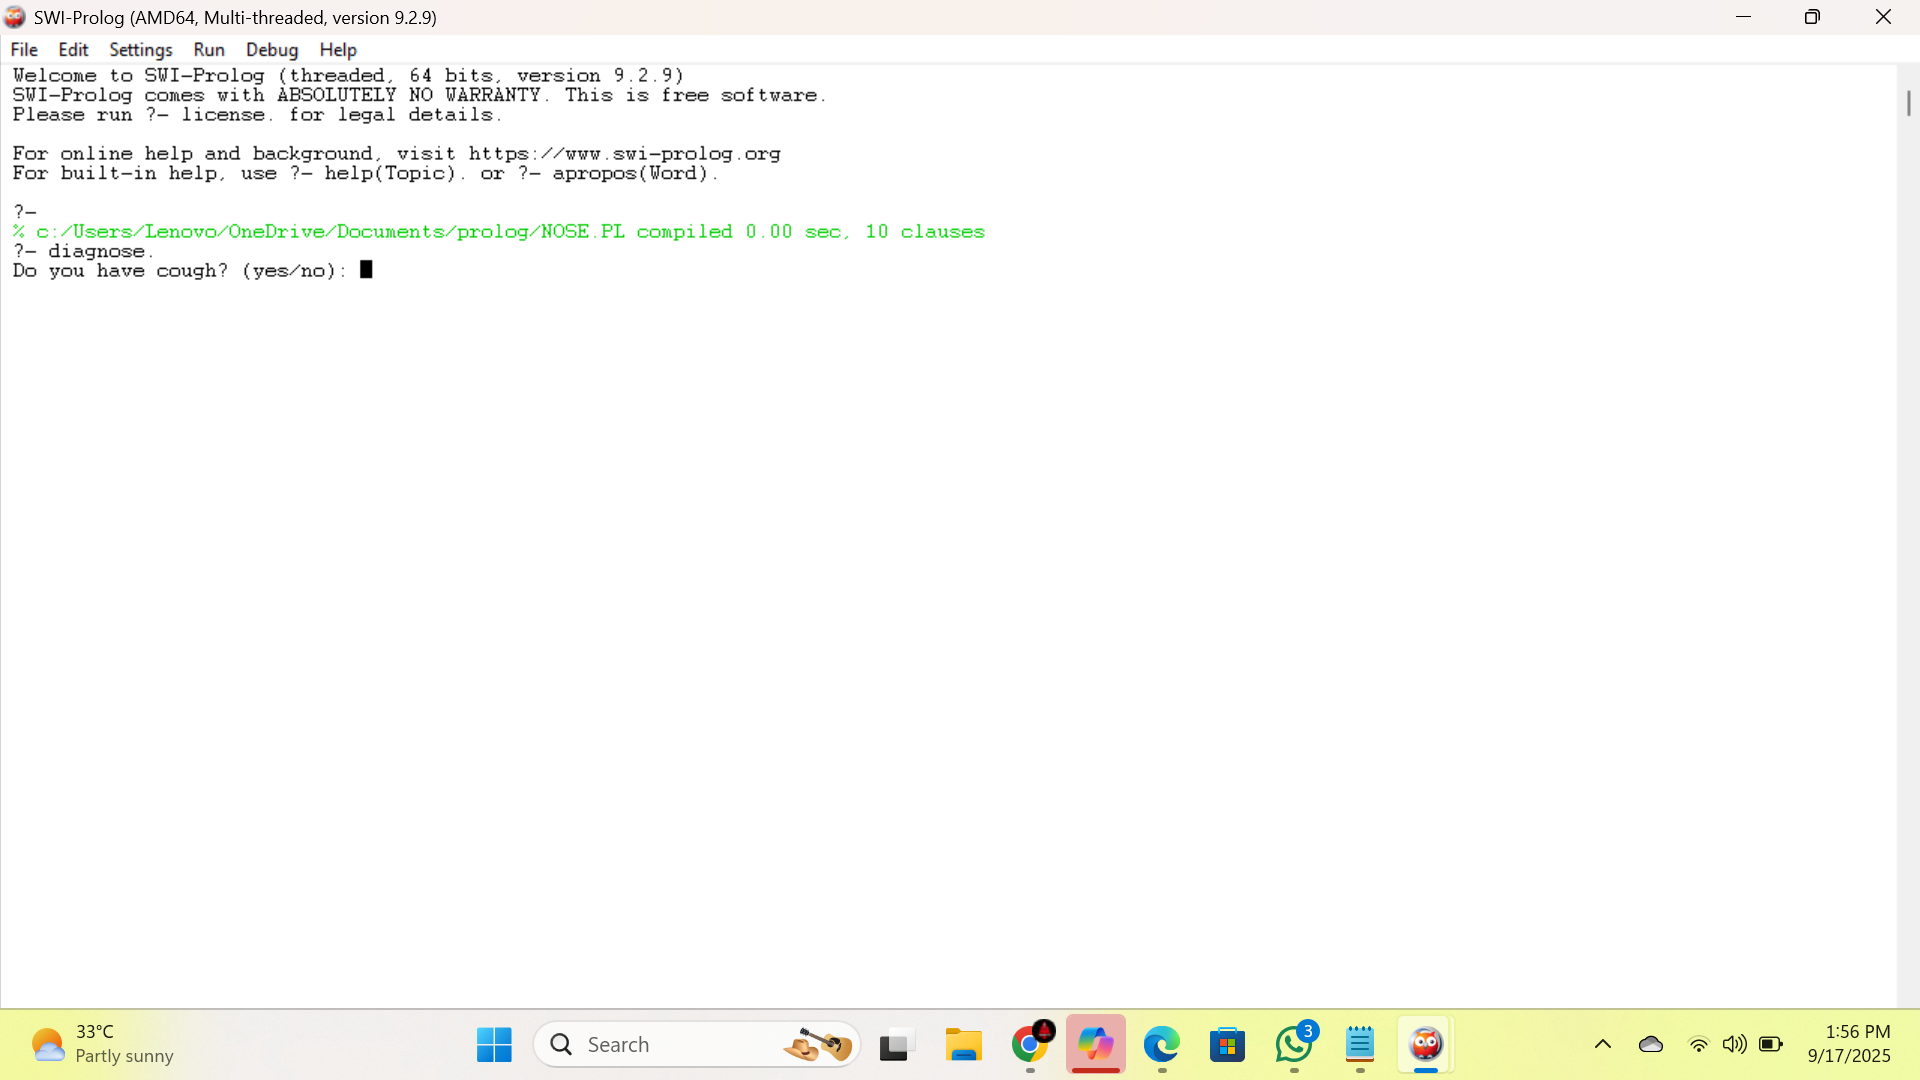 SWI-Prolog (AMD64, Multi-threaded, version 9.2.9)
File Edit Settings Run Debug Help
Welcome to SWI-Prolog (threaded, 64 bits, version 9.2.9)
SWI-Prolog comes with ABSOLUTELY NO WARRANTY. This is free software.
Please run ?- license. for legal details.
For online help and background, visit https://www.swi-prolog.org
For built-in help, use ?- help(Topic). or ?- apropos(Word).
?-
% c:/Users/Lenovo/OneDrive/Documents/prolog/NOSE.PL compiled 0.00 sec, 10 clauses
?- diagnose.
Do you have cough? (yes/no):
33°C
Partly sunny
Search
3
1:56 PM
9/17/2025